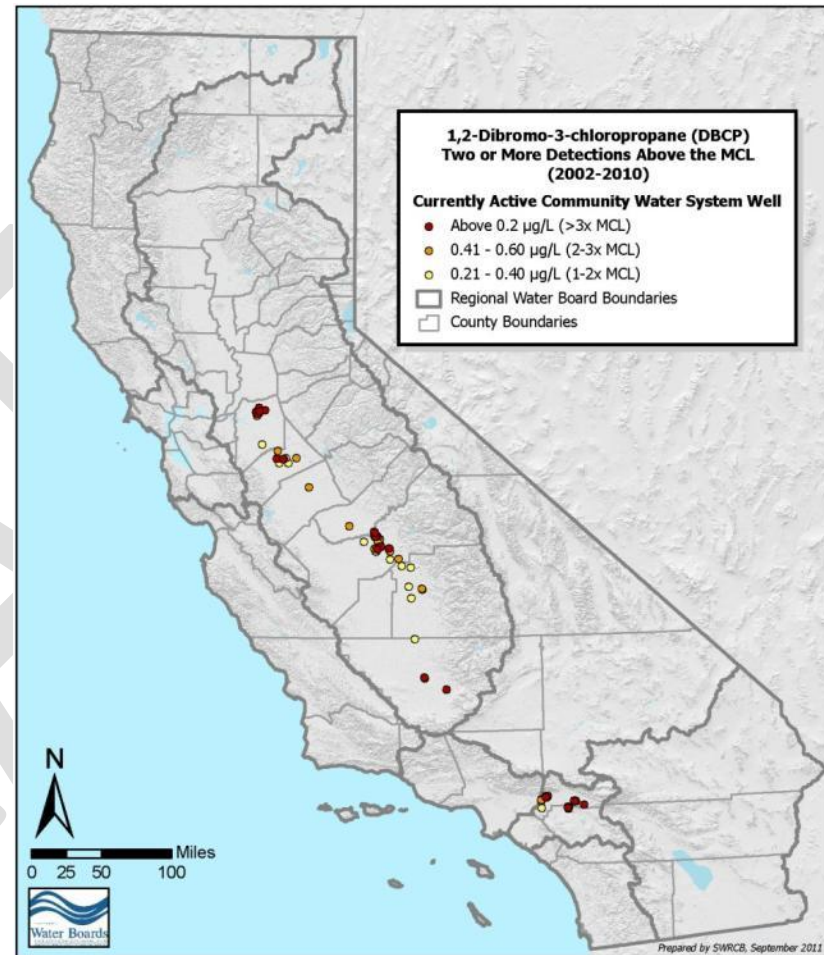 1,2-Dibromo-3-chloropropane (DBCP)
Two or More Detections Above the MCL
(2002-2010)
Currently Active Community Water System Well
Above 0.2 µg/L (>3x MCL)
0.41 - 0.60 µg/L (2-3x MCL)
0.21 - 0.40 µg/L (1-2x MCL)
Regional Water Board Boundaries
County Boundaries
N
Miles
0 25 50 100
Water Boards
Prepared by SWRCB, September 2011